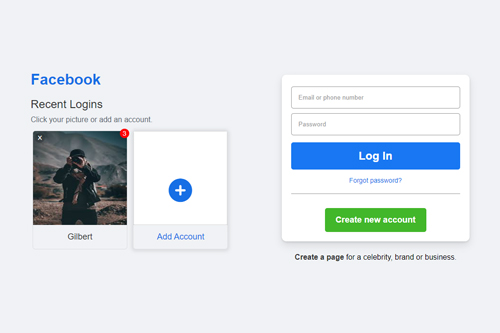 Facebook
Recent Logins
Click your picture or add an account.
x
3
Gilbert
Add Account
Email or phone number
Password
Log In
Forgot password?
Create new account
Create a page for a celebrity, brand or business.